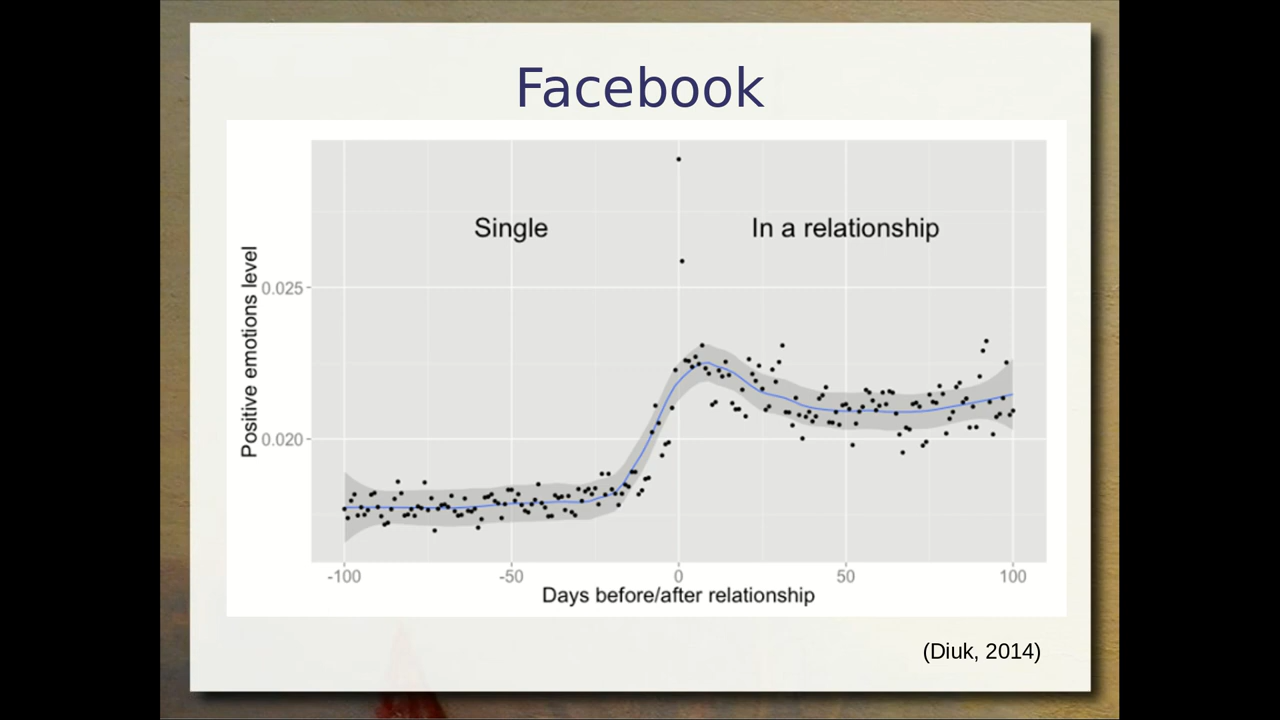 Facebook
Single
In a relationship
Positive emotions level
0.025
0.020
-100
-50
0
50
100
Days before/after relationship
(Diuk, 2014)